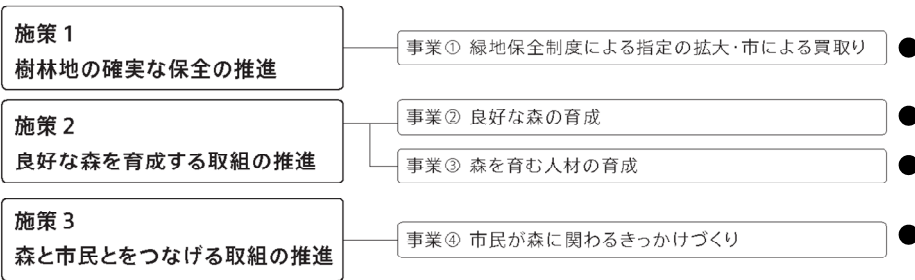 施策 1
樹林地の確実な保全の推進
事業① 緑地保全制度による指定の拡大・市による買取り
施策 2
良好な森を育成する取組の推進
事業② 良好な森の育成
事業③ 森を育む人材の育成
施策 3
森と市民とをつなげる取組の推進
事業④ 市民が森に関わるきっかけづくり